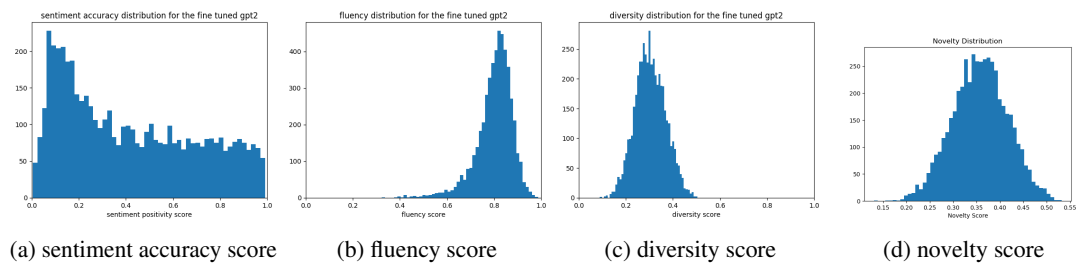 sentiment accuracy distribution for the fine tuned gpt2
200
150
100
50
0
0.0 0.2 0.4 0.6 0.8 1.0
sentiment positivity score
(a) sentiment accuracy score
fluency distribution for the fine tuned gpt2
400
300
200
100
0
0.0 0.2 0.4 0.6 0.8 1.0
fluency score
(b) fluency score
diversity distribution for the fine tuned gpt2
250
200
150
100
50
0
0.0 0.2 0.4 0.6 0.8 1.0
diversity score
(c) diversity score
Novelty Distribution
250
200
150
100
50
0
0.15 0.20 0.25 0.30 0.35 0.40 0.45 0.50 0.55
Novelty Score
(d) novelty score